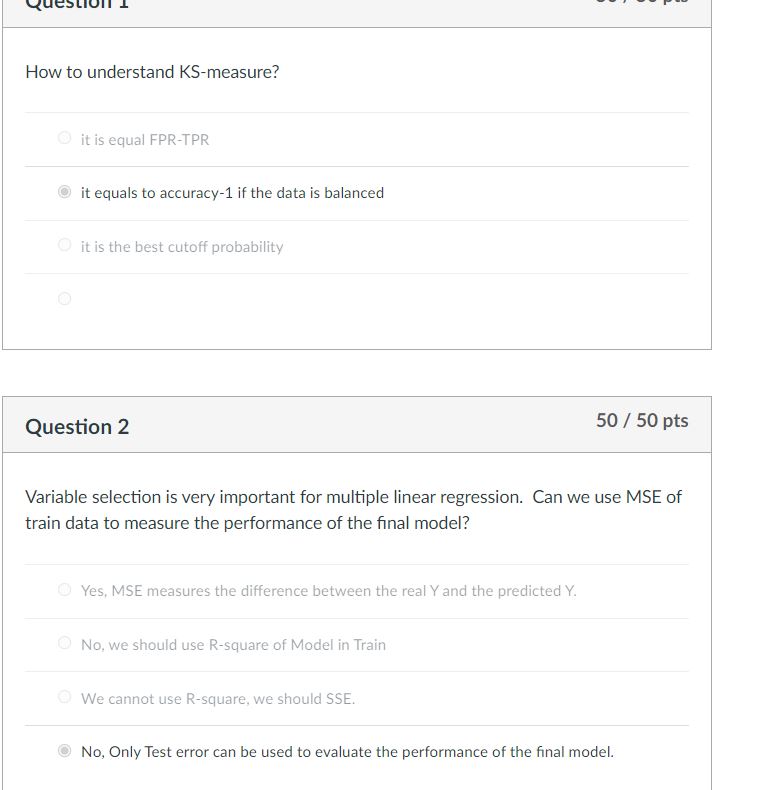 Question 1
50 / 50 pts
How to understand KS-measure?
it is equal FPR-TPR
it equals to accuracy-1 if the data is balanced
it is the best cutoff probability
Question 2
50 / 50 pts
Variable selection is very important for multiple linear regression.  Can we use MSE of
train data to measure the performance of the final model?
Yes, MSE measures the difference between the real Y and the predicted Y.
No, we should use R-square of Model in Train
We cannot use R-square, we should SSE.
No, Only Test error can be used to evaluate the performance of the final model.